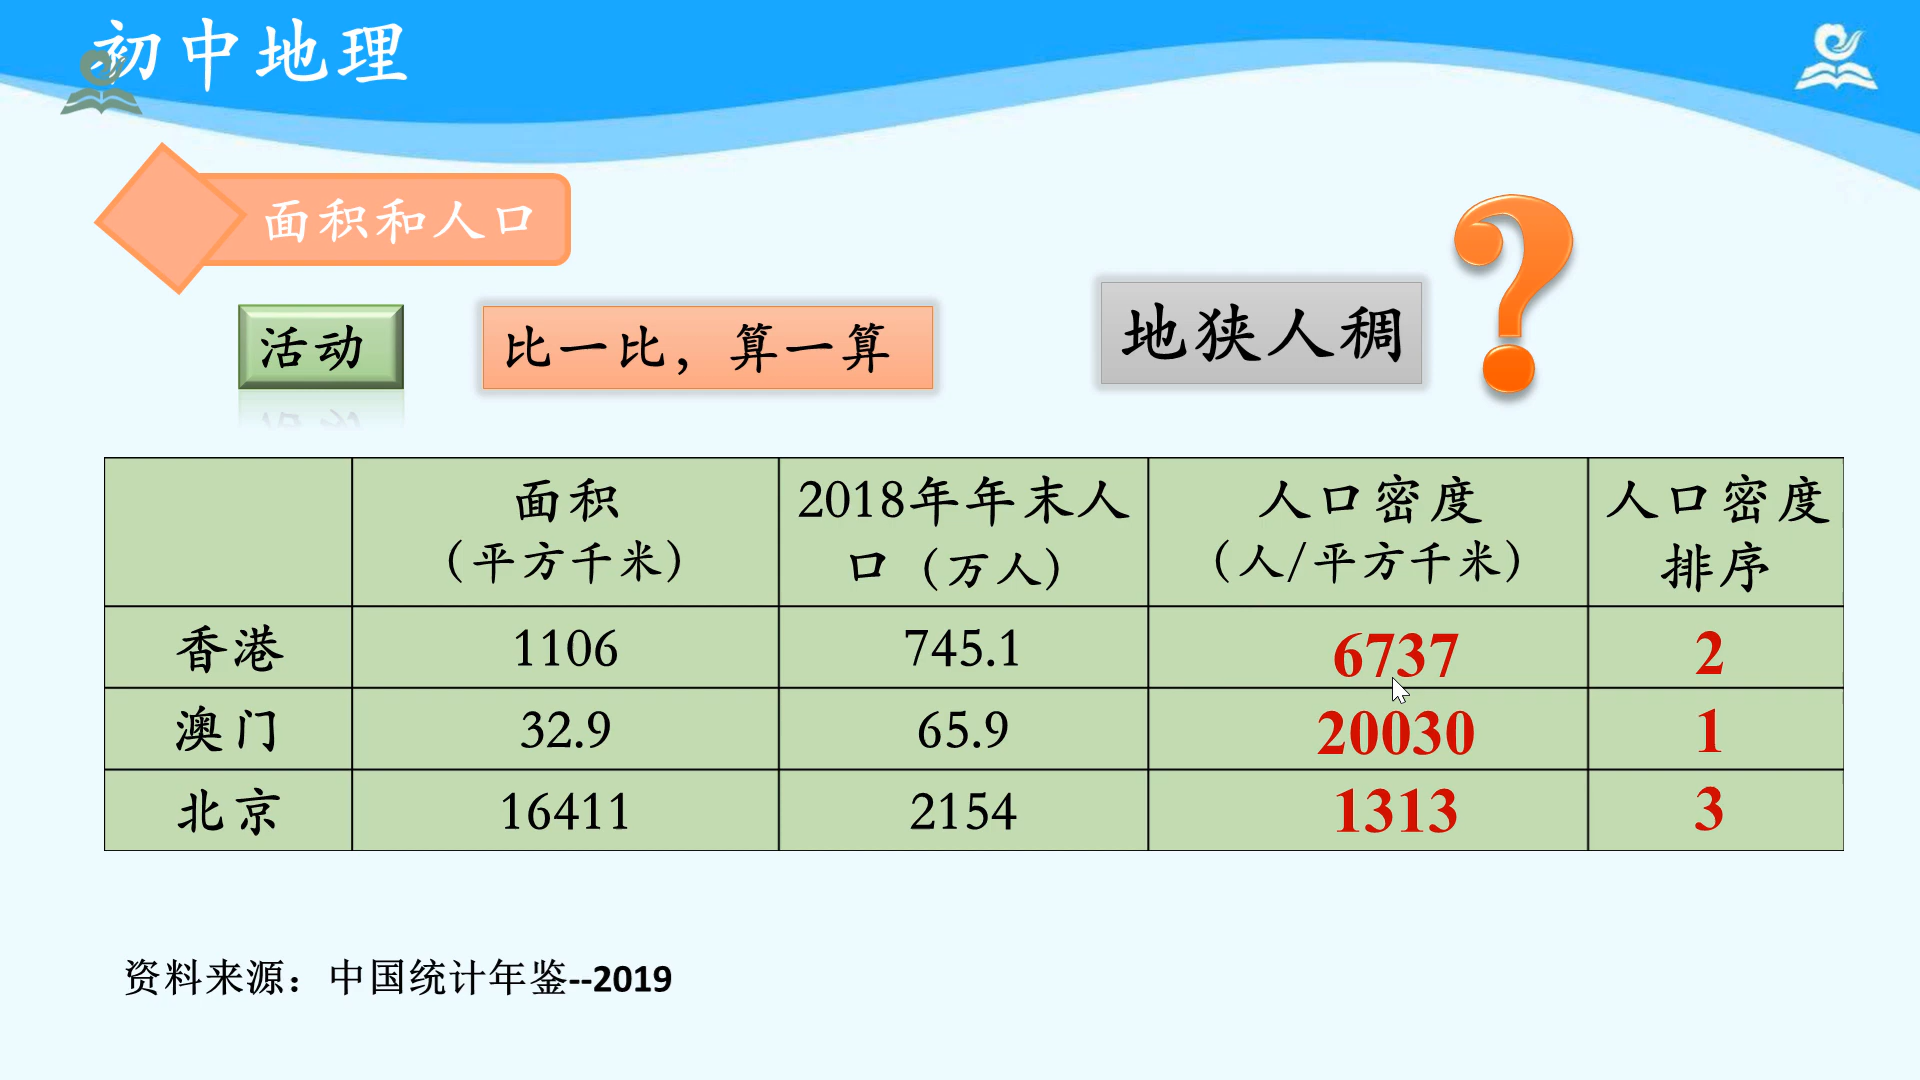 初中地理
面积和人口
活动
比一比，算一算
地狭人稠
?
面积
（平方千米）
2018年年末人
口（万人）
人口密度
（人/平方千米）
人口密度
排序
香港 1106 745.1 6737 2
澳门 32.9 65.9 20030 1
北京 16411 2154 1313 3
资料来源：中国统计年鉴--2019